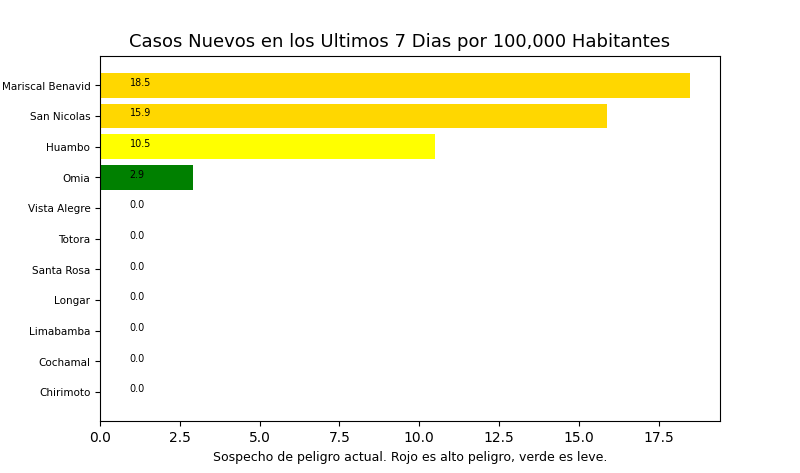 Casos Nuevos en los Ultimos 7 Dias por 100,000 Habitantes
Mariscal Benavid 18.5
San Nicolas 15.9
Huambo 10.5
Omia 2.9
Vista Alegre 0.0
Totora 0.0
Santa Rosa 0.0
Longar 0.0
Limabamba 0.0
Cochamal 0.0
Chirimoto 0.0
0.0 2.5 5.0 7.5 10.0 12.5 15.0 17.5
Sospecho de peligro actual. Rojo es alto peligro, verde es leve.